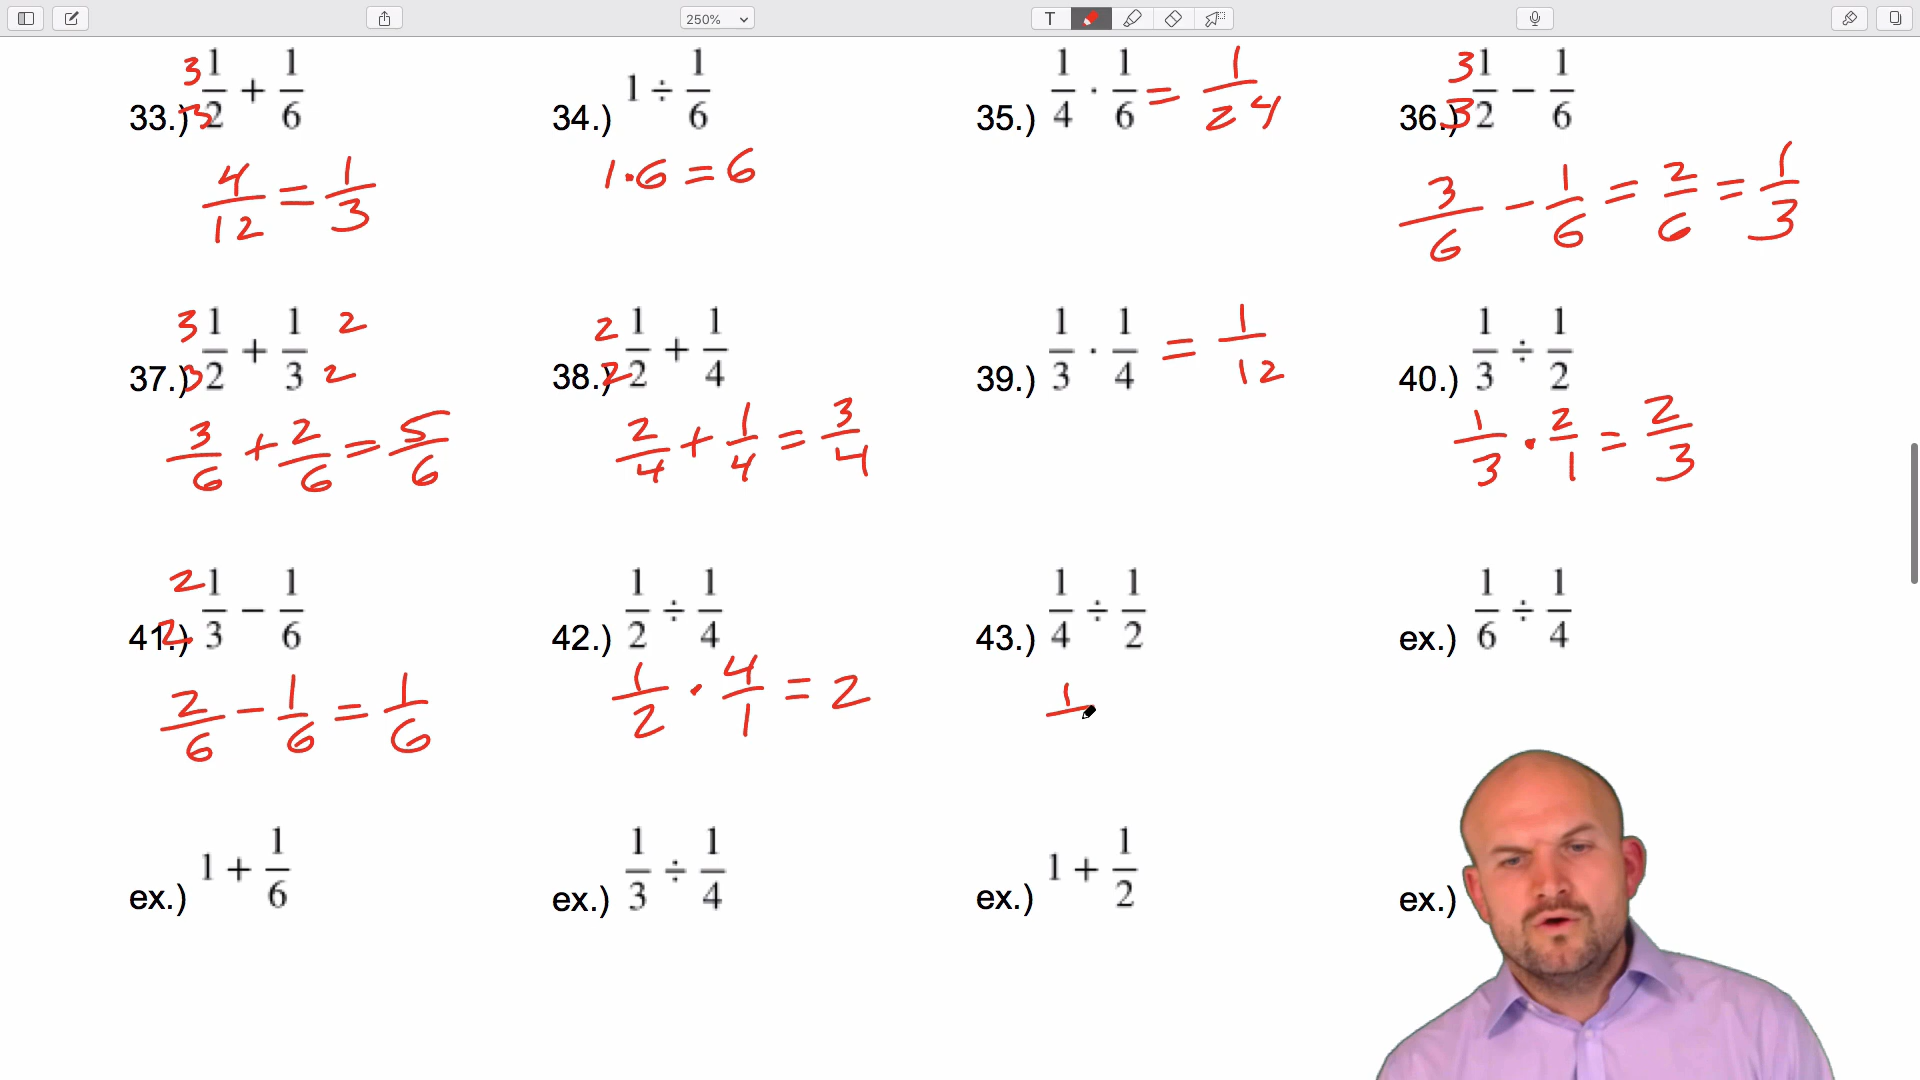 250% T
33.) 3/3 1/2 + 1/6
4/12 = 1/3
34.) 1 ÷ 1/6
1 · 6 = 6
35.) 1/4 · 1/6 = 1/24
36.) 3/3 1/2 − 1/6
3/6 − 1/6 = 2/6 = 1/3
37.) 3/3 1/2 + 1/3 2/2
3/6 + 2/6 = 5/6
38.) 2/2 1/2 + 1/4
2/4 + 1/4 = 3/4
39.) 1/3 · 1/4 = 1/12
40.) 1/3 ÷ 1/2
1/3 · 2/1 = 2/3
41.) 2/2 1/3 − 1/6
2/6 − 1/6 = 1/6
42.) 1/2 ÷ 1/4
1/2 · 4/1 = 2
43.) 1/4 ÷ 1/2
1
ex.) 1/6 ÷ 1/4
ex.) 1 + 1/6
ex.) 1/3 ÷ 1/4
ex.) 1 + 1/2
ex.)